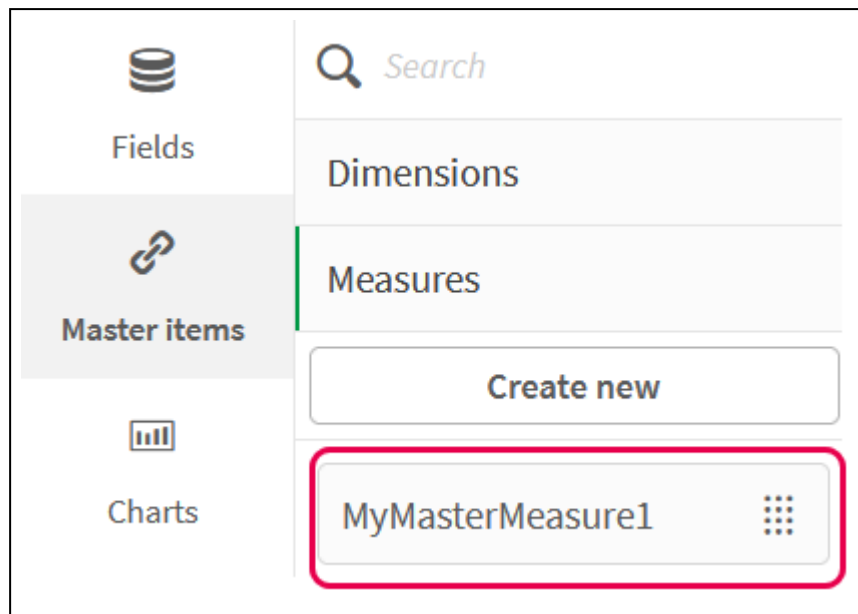 Search
Fields
Dimensions
Measures
Master items
Create new
Charts
MyMasterMeasure1